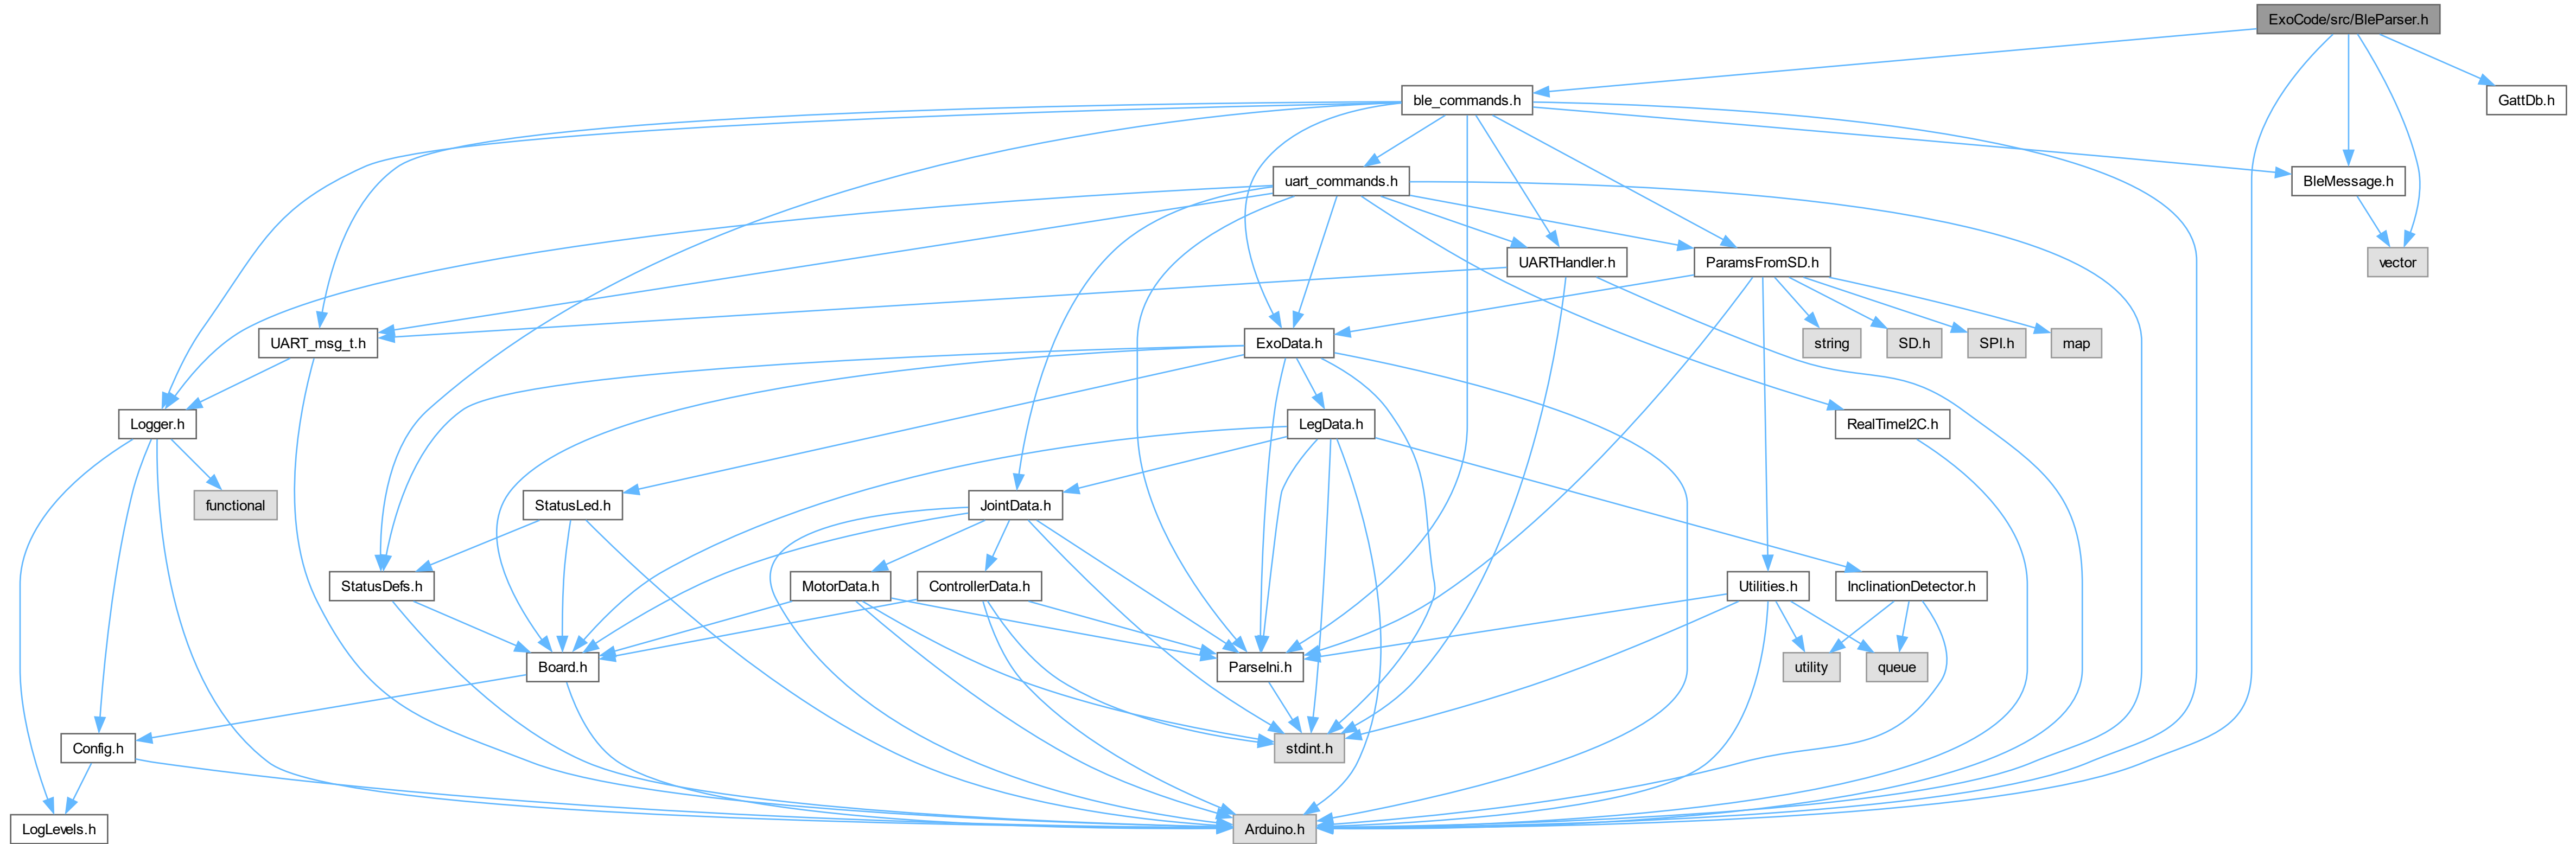 ExoCode/src/BleParser.h
ble_commands.h
GattDb.h
uart_commands.h
BleMessage.h
UARTHandler.h
ParamsFromSD.h
vector
UART_msg_t.h
ExoData.h
string
SD.h
SPI.h
map
Logger.h
LegData.h
RealTimeI2C.h
functional
StatusLed.h
JointData.h
StatusDefs.h
MotorData.h
ControllerData.h
Utilities.h
InclinationDetector.h
Board.h
ParseIni.h
utility
queue
Config.h
stdint.h
LogLevels.h
Arduino.h